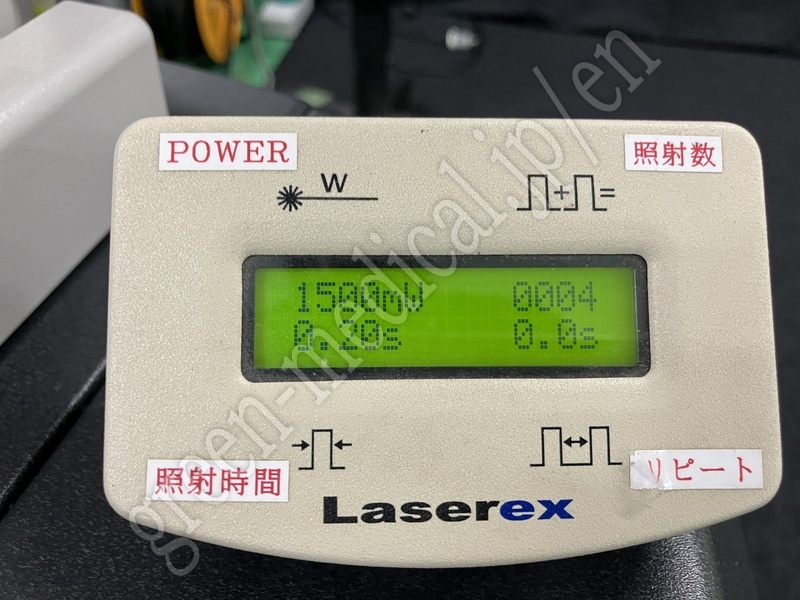 POWER
照射数
W
1500mW 0004
0.20s 0.0s
照射時間
リピート
Laserex
green-medical.jp/en